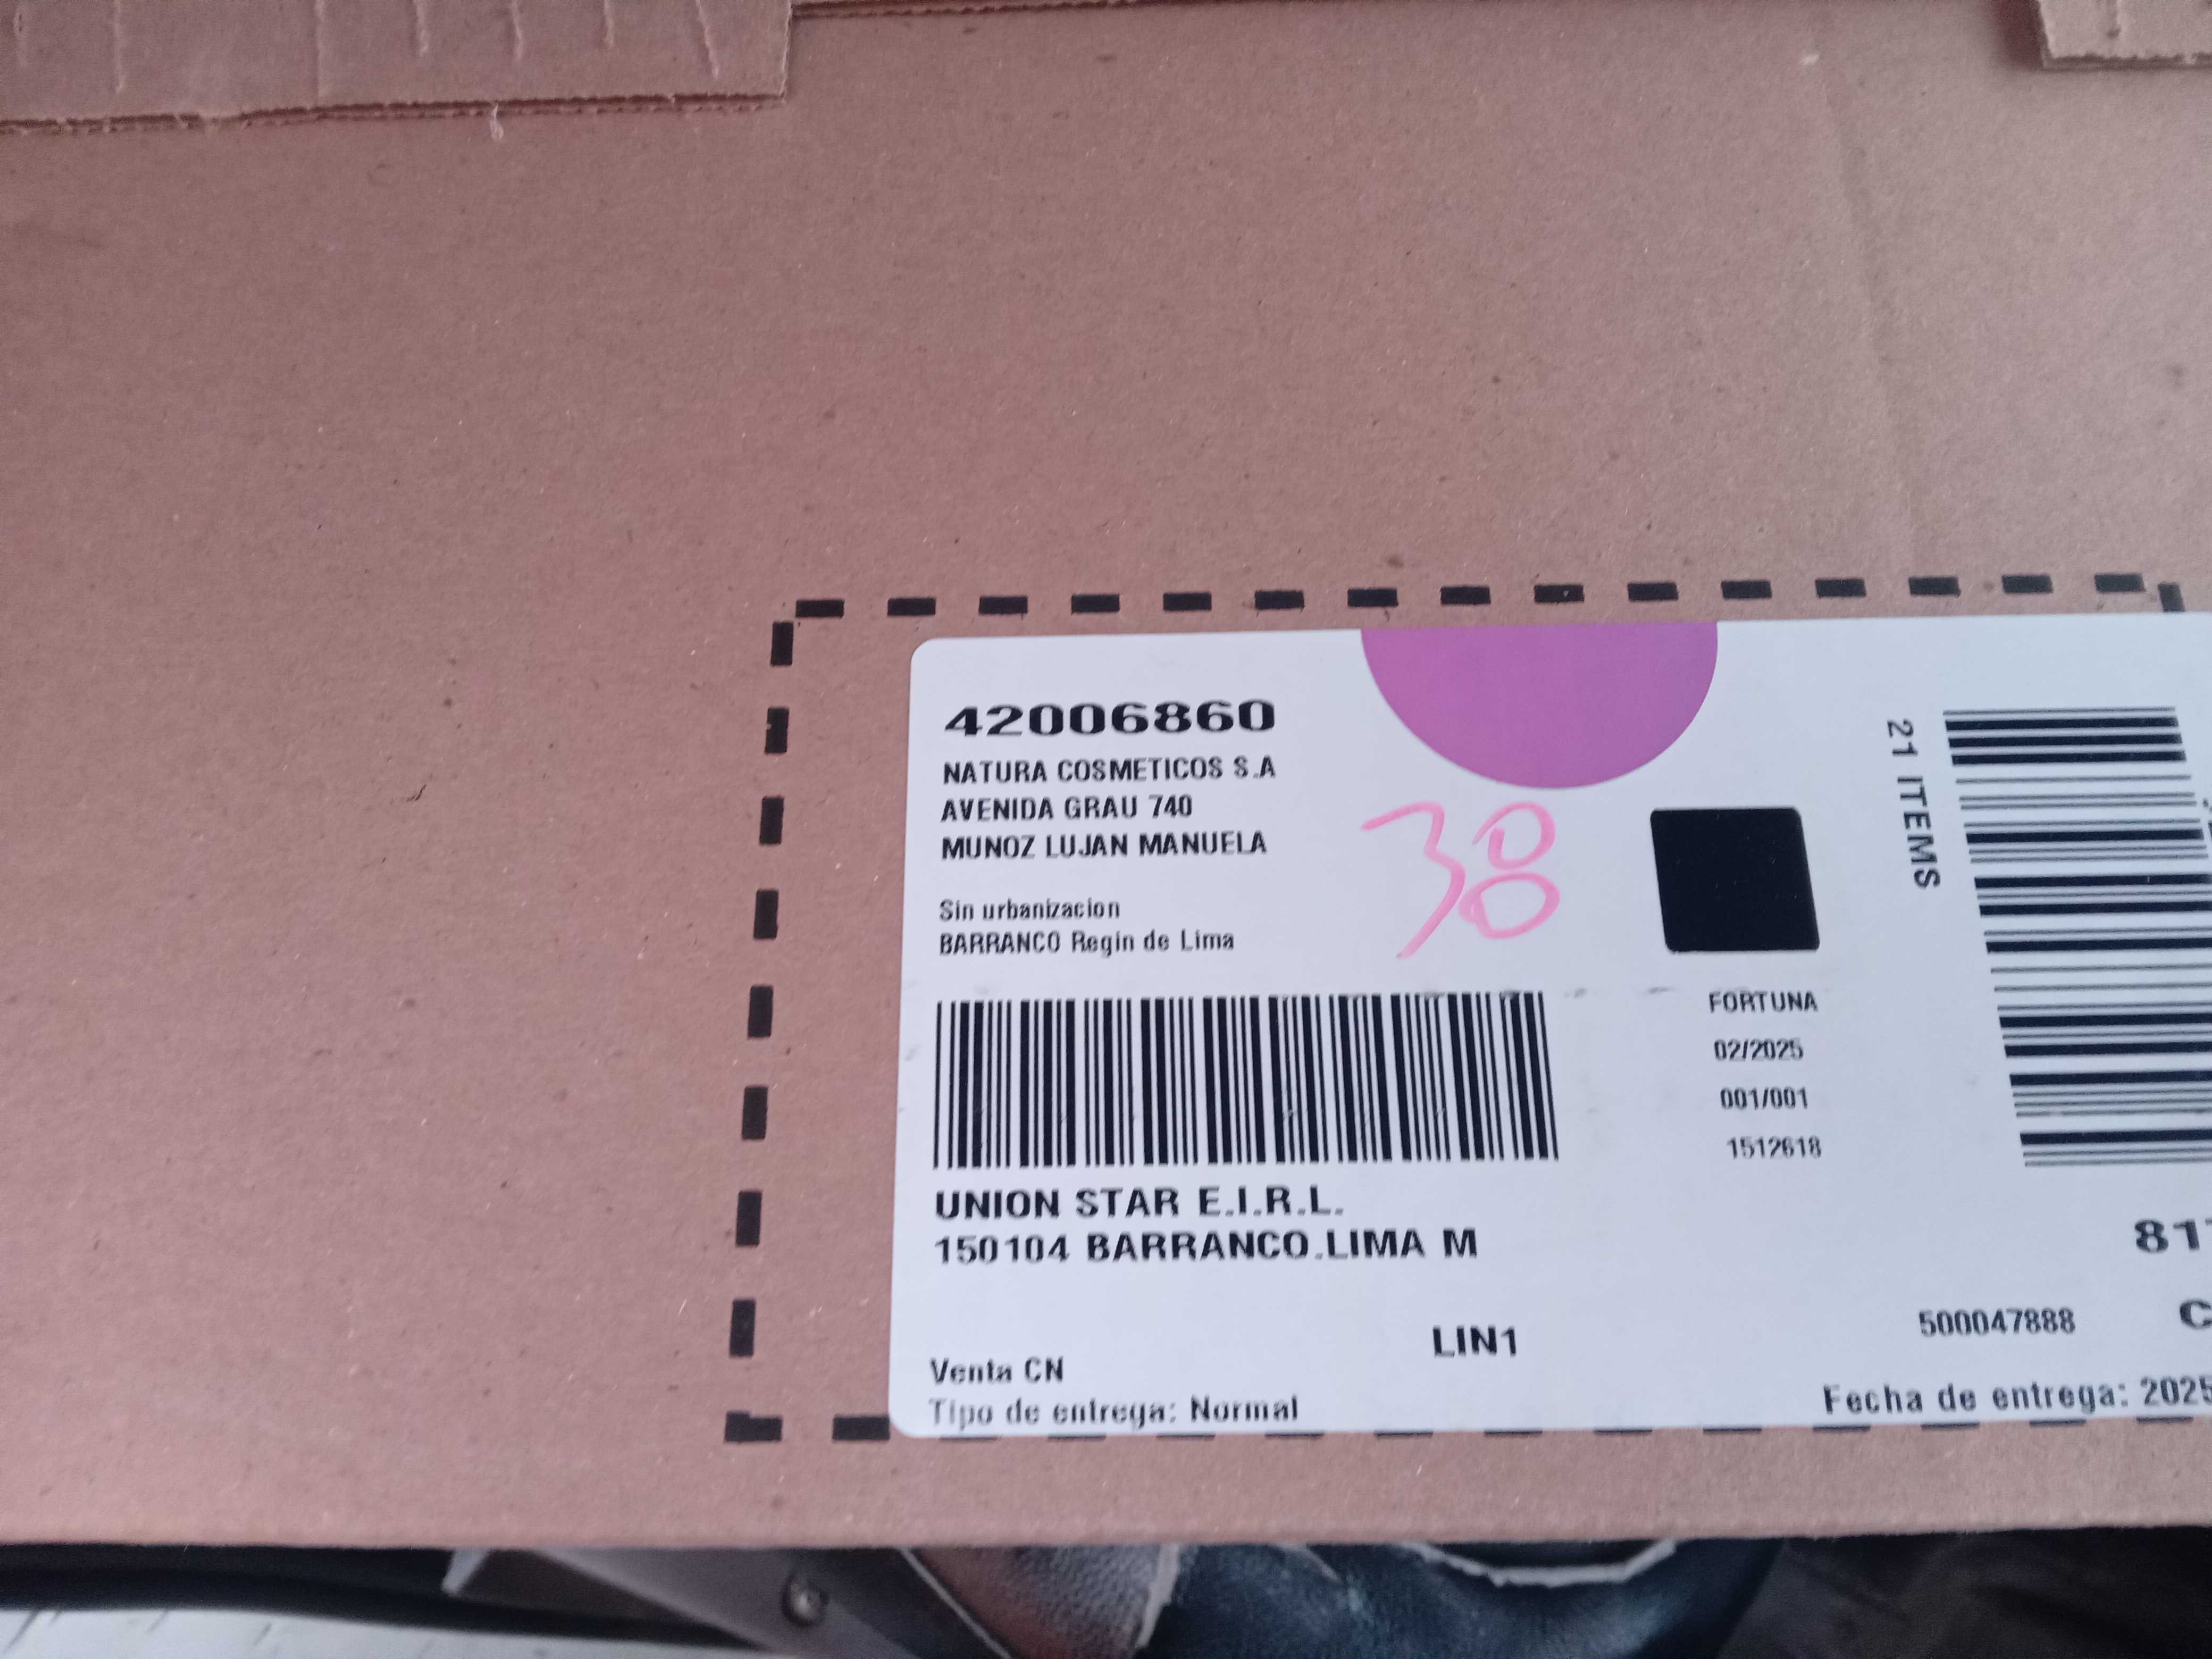 42006860
NATURA COSMETICOS S.A
AVENIDA GRAU 740
MUNOZ LUJAN MANUELA
38
Sin urbanizacion
BARRANCO Regin de Lima
21 ITEMS
FORTUNA
02/2025
001/001
1512618
UNION STAR E.I.R.L.
150104 BARRANCO.LIMA M
LIN1
500047888
Venta CN
Tipo de entrega: Normal
Fecha de entrega: 2025